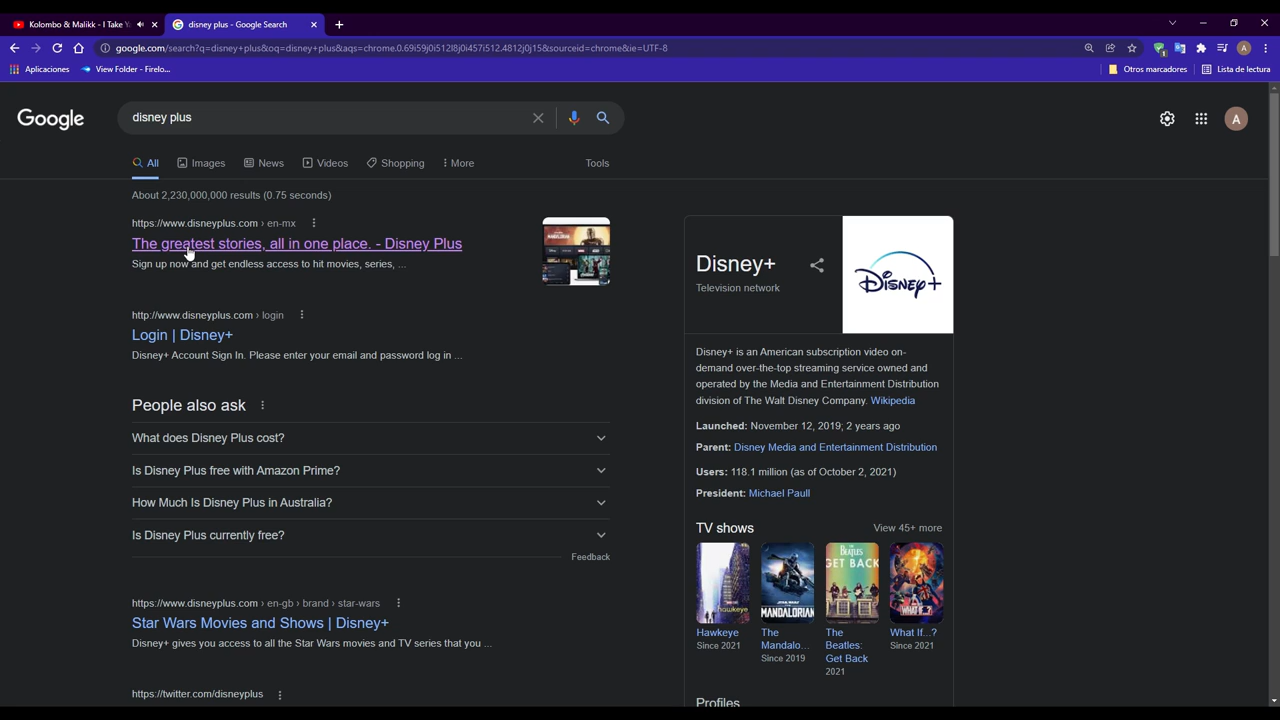 Kolombo & Malikk - I Take Y
disney plus - Google Search
google.com/search?q=disney+plus&oq=disney+plus&aqs=chrome.0.69i59j0i512l8j0i457i512.4812j0j15&sourceid=chrome&ie=UTF-8
Aplicaciones
View Folder - Firelo...
Otros marcadores
Lista de lectura
Google
disney plus
A
All
Images
News
Videos
Shopping
More
Tools
About 2,230,000,000 results (0.75 seconds)
https://www.disneyplus.com › en-mx
The greatest stories, all in one place. - Disney Plus
Sign up now and get endless access to hit movies, series, ...
http://www.disneyplus.com › login
Login | Disney+
Disney+ Account Sign In. Please enter your email and password log in ...
People also ask
What does Disney Plus cost?
Is Disney Plus free with Amazon Prime?
How Much Is Disney Plus in Australia?
Is Disney Plus currently free?
Feedback
https://www.disneyplus.com › en-gb › brand › star-wars
Star Wars Movies and Shows | Disney+
Disney+ gives you access to all the Star Wars movies and TV series that you ...
https://twitter.com/disneyplus
Disney+
Television network
Disney+
Disney+ is an American subscription video on-
demand over-the-top streaming service owned and
operated by the Media and Entertainment Distribution
division of The Walt Disney Company. Wikipedia
Launched: November 12, 2019; 2 years ago
Parent: Disney Media and Entertainment Distribution
Users: 118.1 million (as of October 2, 2021)
President: Michael Paull
TV shows
View 45+ more
hawkeye
MANDALORIAN
THE BEATLES
GET BACK
WHAT IF...?
Hawkeye
Since 2021
The
Mandalo...
Since 2019
The
Beatles:
Get Back
2021
What If...?
Since 2021
Profiles